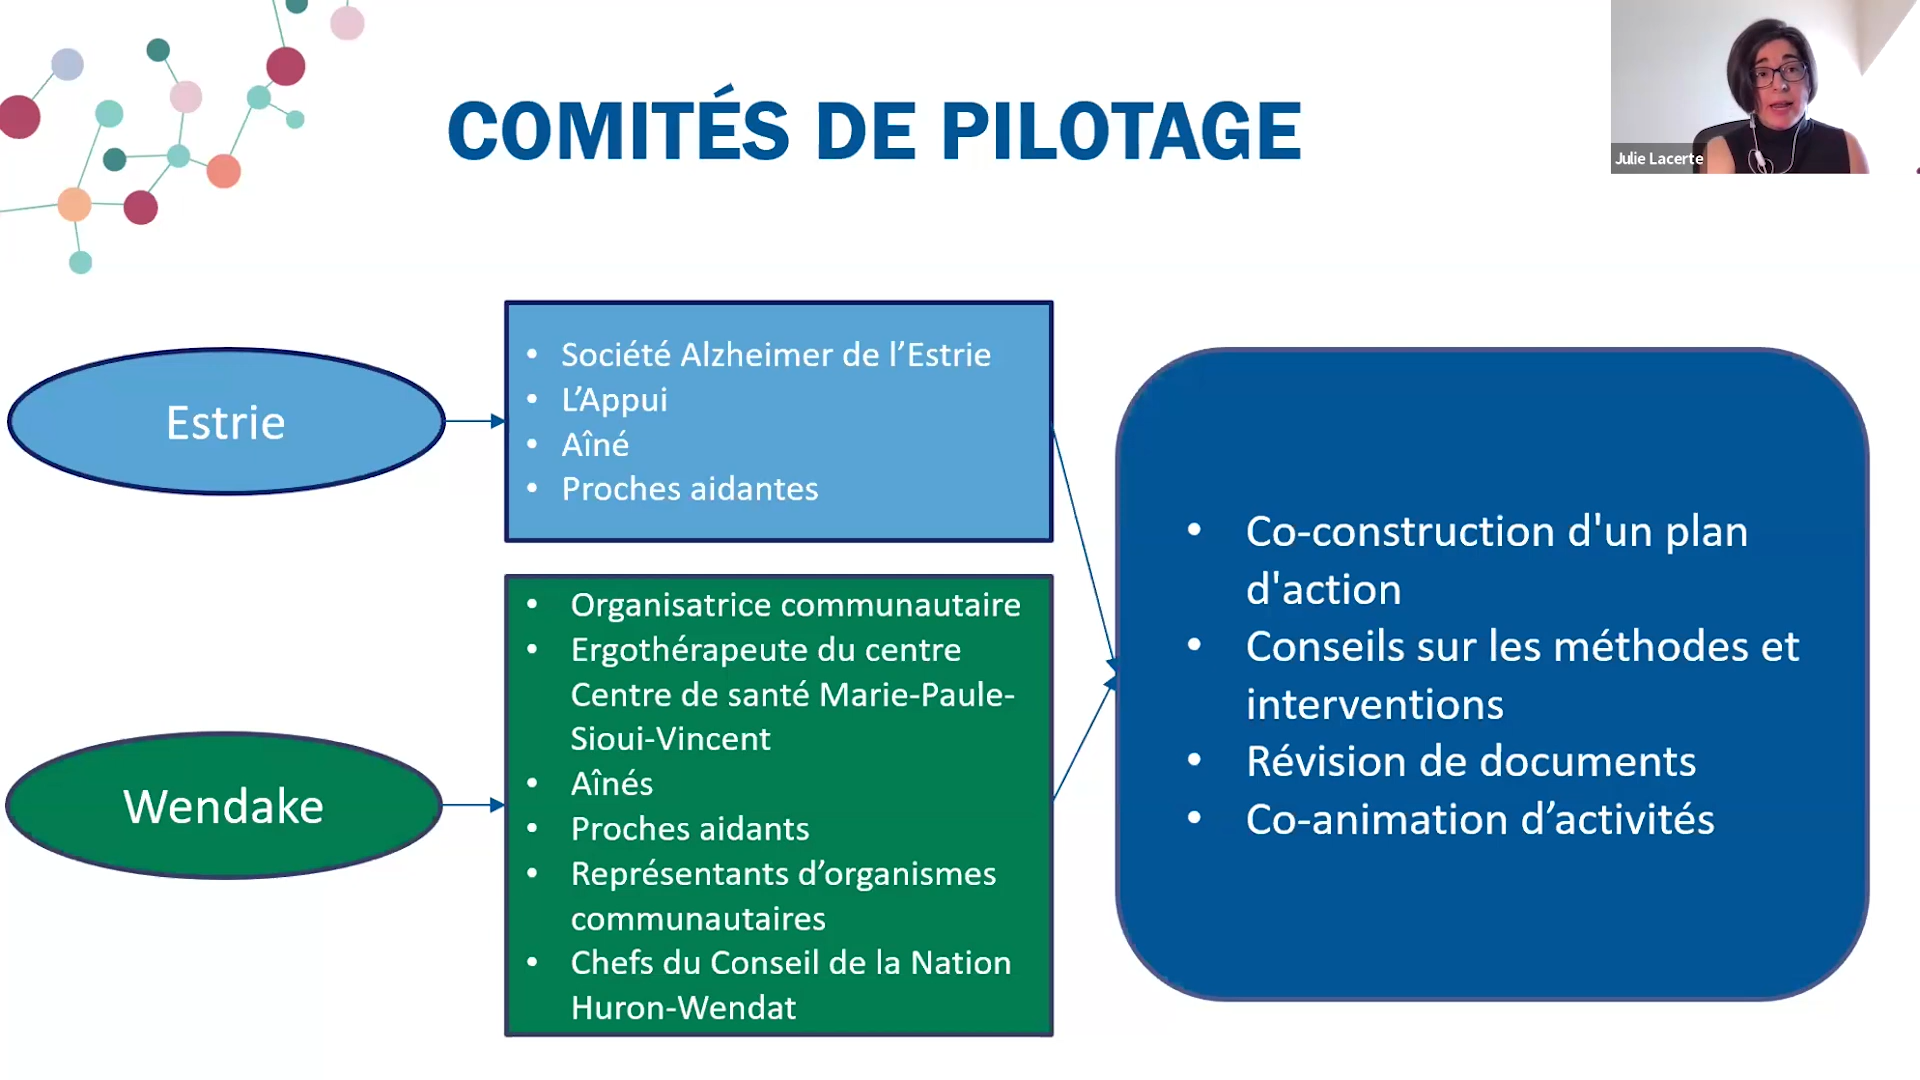 COMITÉS DE PILOTAGE
Julie Lacerte
Estrie
• Société Alzheimer de l’Estrie
• L’Appui
• Aîné
• Proches aidantes
Wendake
• Organisatrice communautaire
• Ergothérapeute du centre
Centre de santé Marie-Paule-
Sioui-Vincent
• Aînés
• Proches aidants
• Représentants d’organismes
communautaires
• Chefs du Conseil de la Nation
Huron-Wendat
• Co-construction d'un plan
d'action
• Conseils sur les méthodes et
interventions
• Révision de documents
• Co-animation d’activités